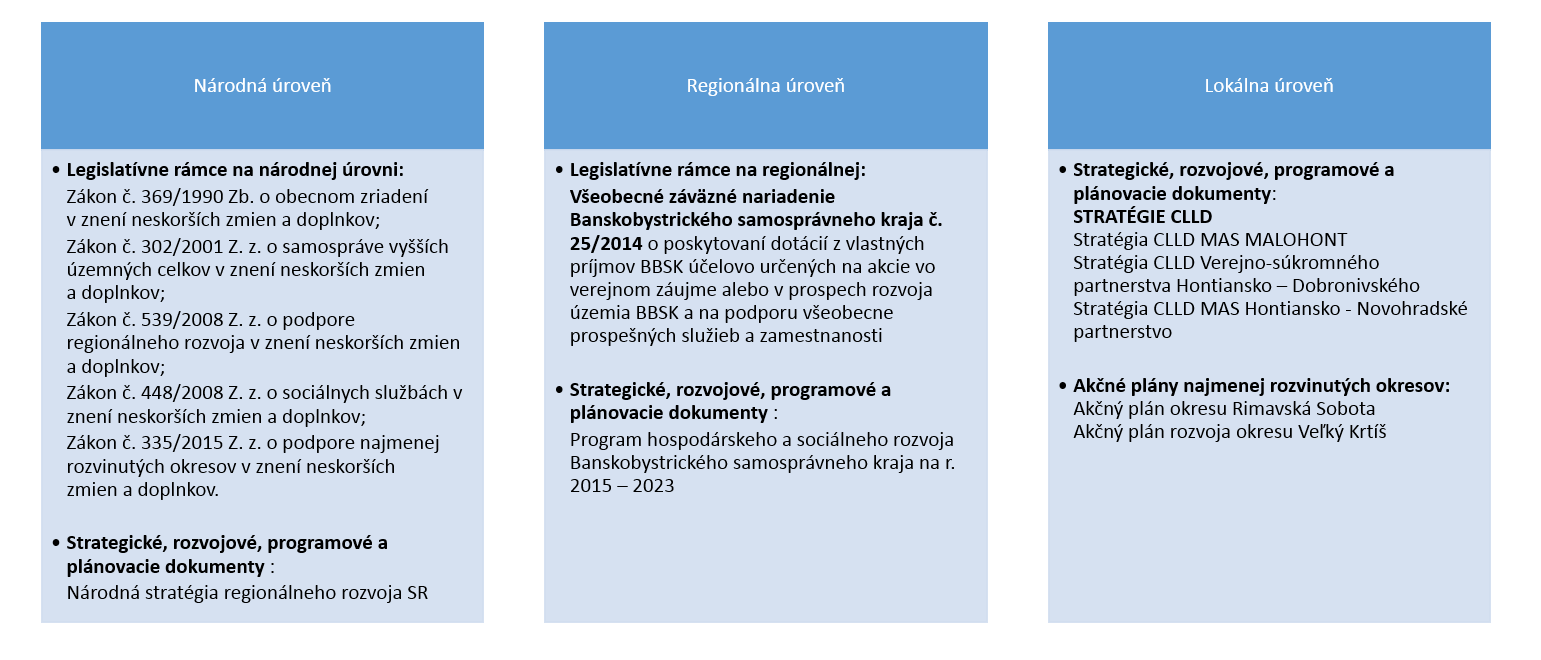 Národná úroveň
• Legislatívne rámce na národnej úrovni:
Zákon č. 369/1990 Zb. o obecnom zriadení
v znení neskorších zmien a doplnkov;
Zákon č. 302/2001 Z. z. o samospráve vyšších
územných celkov v znení neskorších zmien
a doplnkov;
Zákon č. 539/2008 Z. z. o podpore
regionálneho rozvoja v znení neskorších zmien
a doplnkov;
Zákon č. 448/2008 Z. z. o sociálnych službách v
znení neskorších zmien a doplnkov;
Zákon č. 335/2015 Z. z. o podpore najmenej
rozvinutých okresov v znení neskorších
zmien a doplnkov.
• Strategické, rozvojové, programové a
plánovacie dokumenty :
Národná stratégia regionálneho rozvoja SR
Regionálna úroveň
• Legislatívne rámce na regionálnej:
Všeobecné záväzné nariadenie
Banskobystrického samosprávneho kraja č.
25/2014 o poskytovaní dotácií z vlastných
príjmov BBSK účelovo určených na akcie vo
verejnom záujme alebo v prospech rozvoja
územia BBSK a na podporu všeobecne
prospešných služieb a zamestnanosti
• Strategické, rozvojové, programové a
plánovacie dokumenty :
Program hospodárskeho a sociálneho rozvoja
Banskobystrického samosprávneho kraja na r.
2015 – 2023
Lokálna úroveň
• Strategické, rozvojové, programové a
plánovacie dokumenty:
STRATÉGIE CLLD
Stratégia CLLD MAS MALOHONT
Stratégia CLLD Verejno-súkromného
partnerstva Hontiansko – Dobronivského
Stratégia CLLD MAS Hontiansko - Novohradské
partnerstvo
• Akčné plány najmenej rozvinutých okresov:
Akčný plán okresu Rimavská Sobota
Akčný plán rozvoja okresu Veľký Krtíš